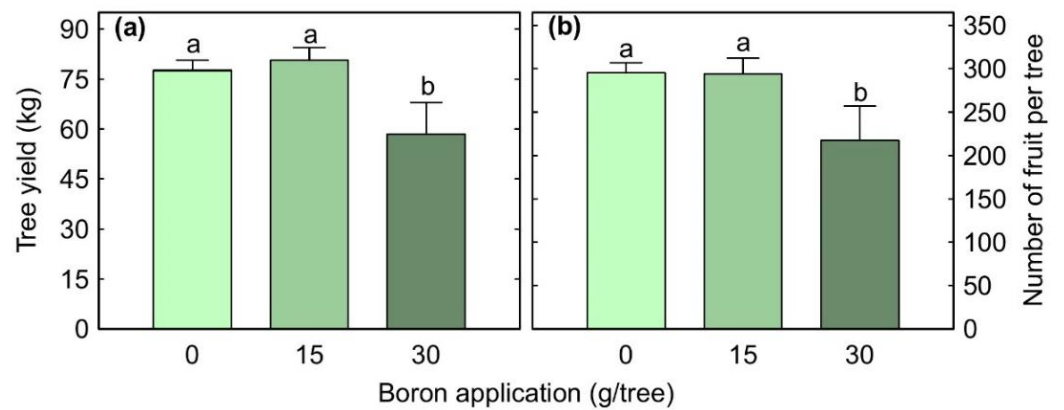 (a)
Tree yield (kg)
90
75
60
45
30
15
0
a
a
b
0
15
30
(b)
a
a
b
0
15
30
350
300
250
200
150
100
50
0
Number of fruit per tree
Boron application (g/tree)